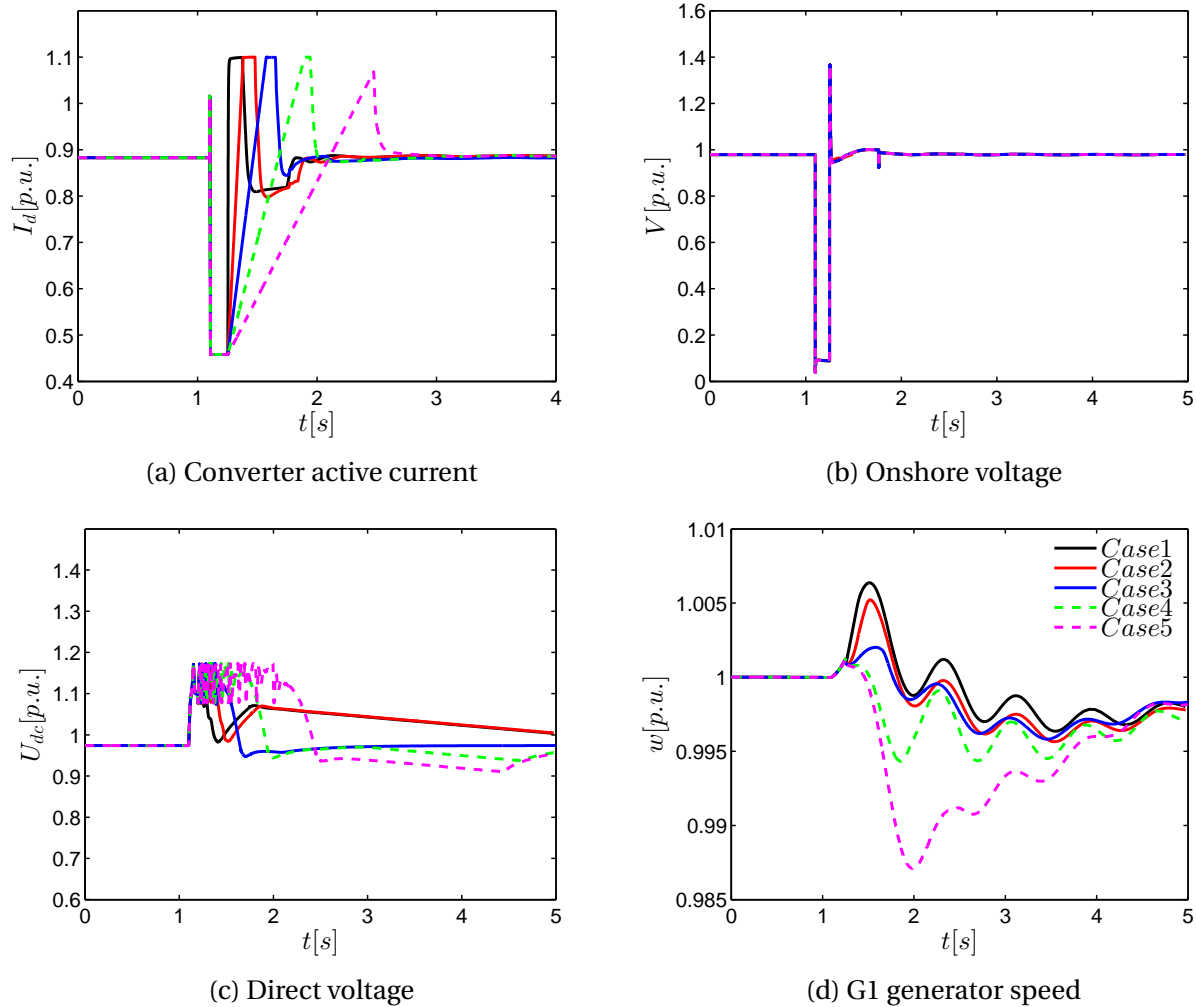 1.1
1
0.9
0.8
0.7
0.6
0.5
0.4
I_d[p.u.]
0 1 2 3 4
t[s]
(a) Converter active current
1.6
1.4
1.2
1
0.8
0.6
0.4
0.2
0
V[p.u.]
0 1 2 3 4 5
t[s]
(b) Onshore voltage
1.4
1.3
1.2
1.1
1
0.9
0.8
0.7
0.6
U_dc[p.u.]
0 1 2 3 4 5
t[s]
(c) Direct voltage
1.01
1.005
1
0.995
0.99
0.985
w[p.u.]
Case1
Case2
Case3
Case4
Case5
0 1 2 3 4 5
t[s]
(d) G1 generator speed